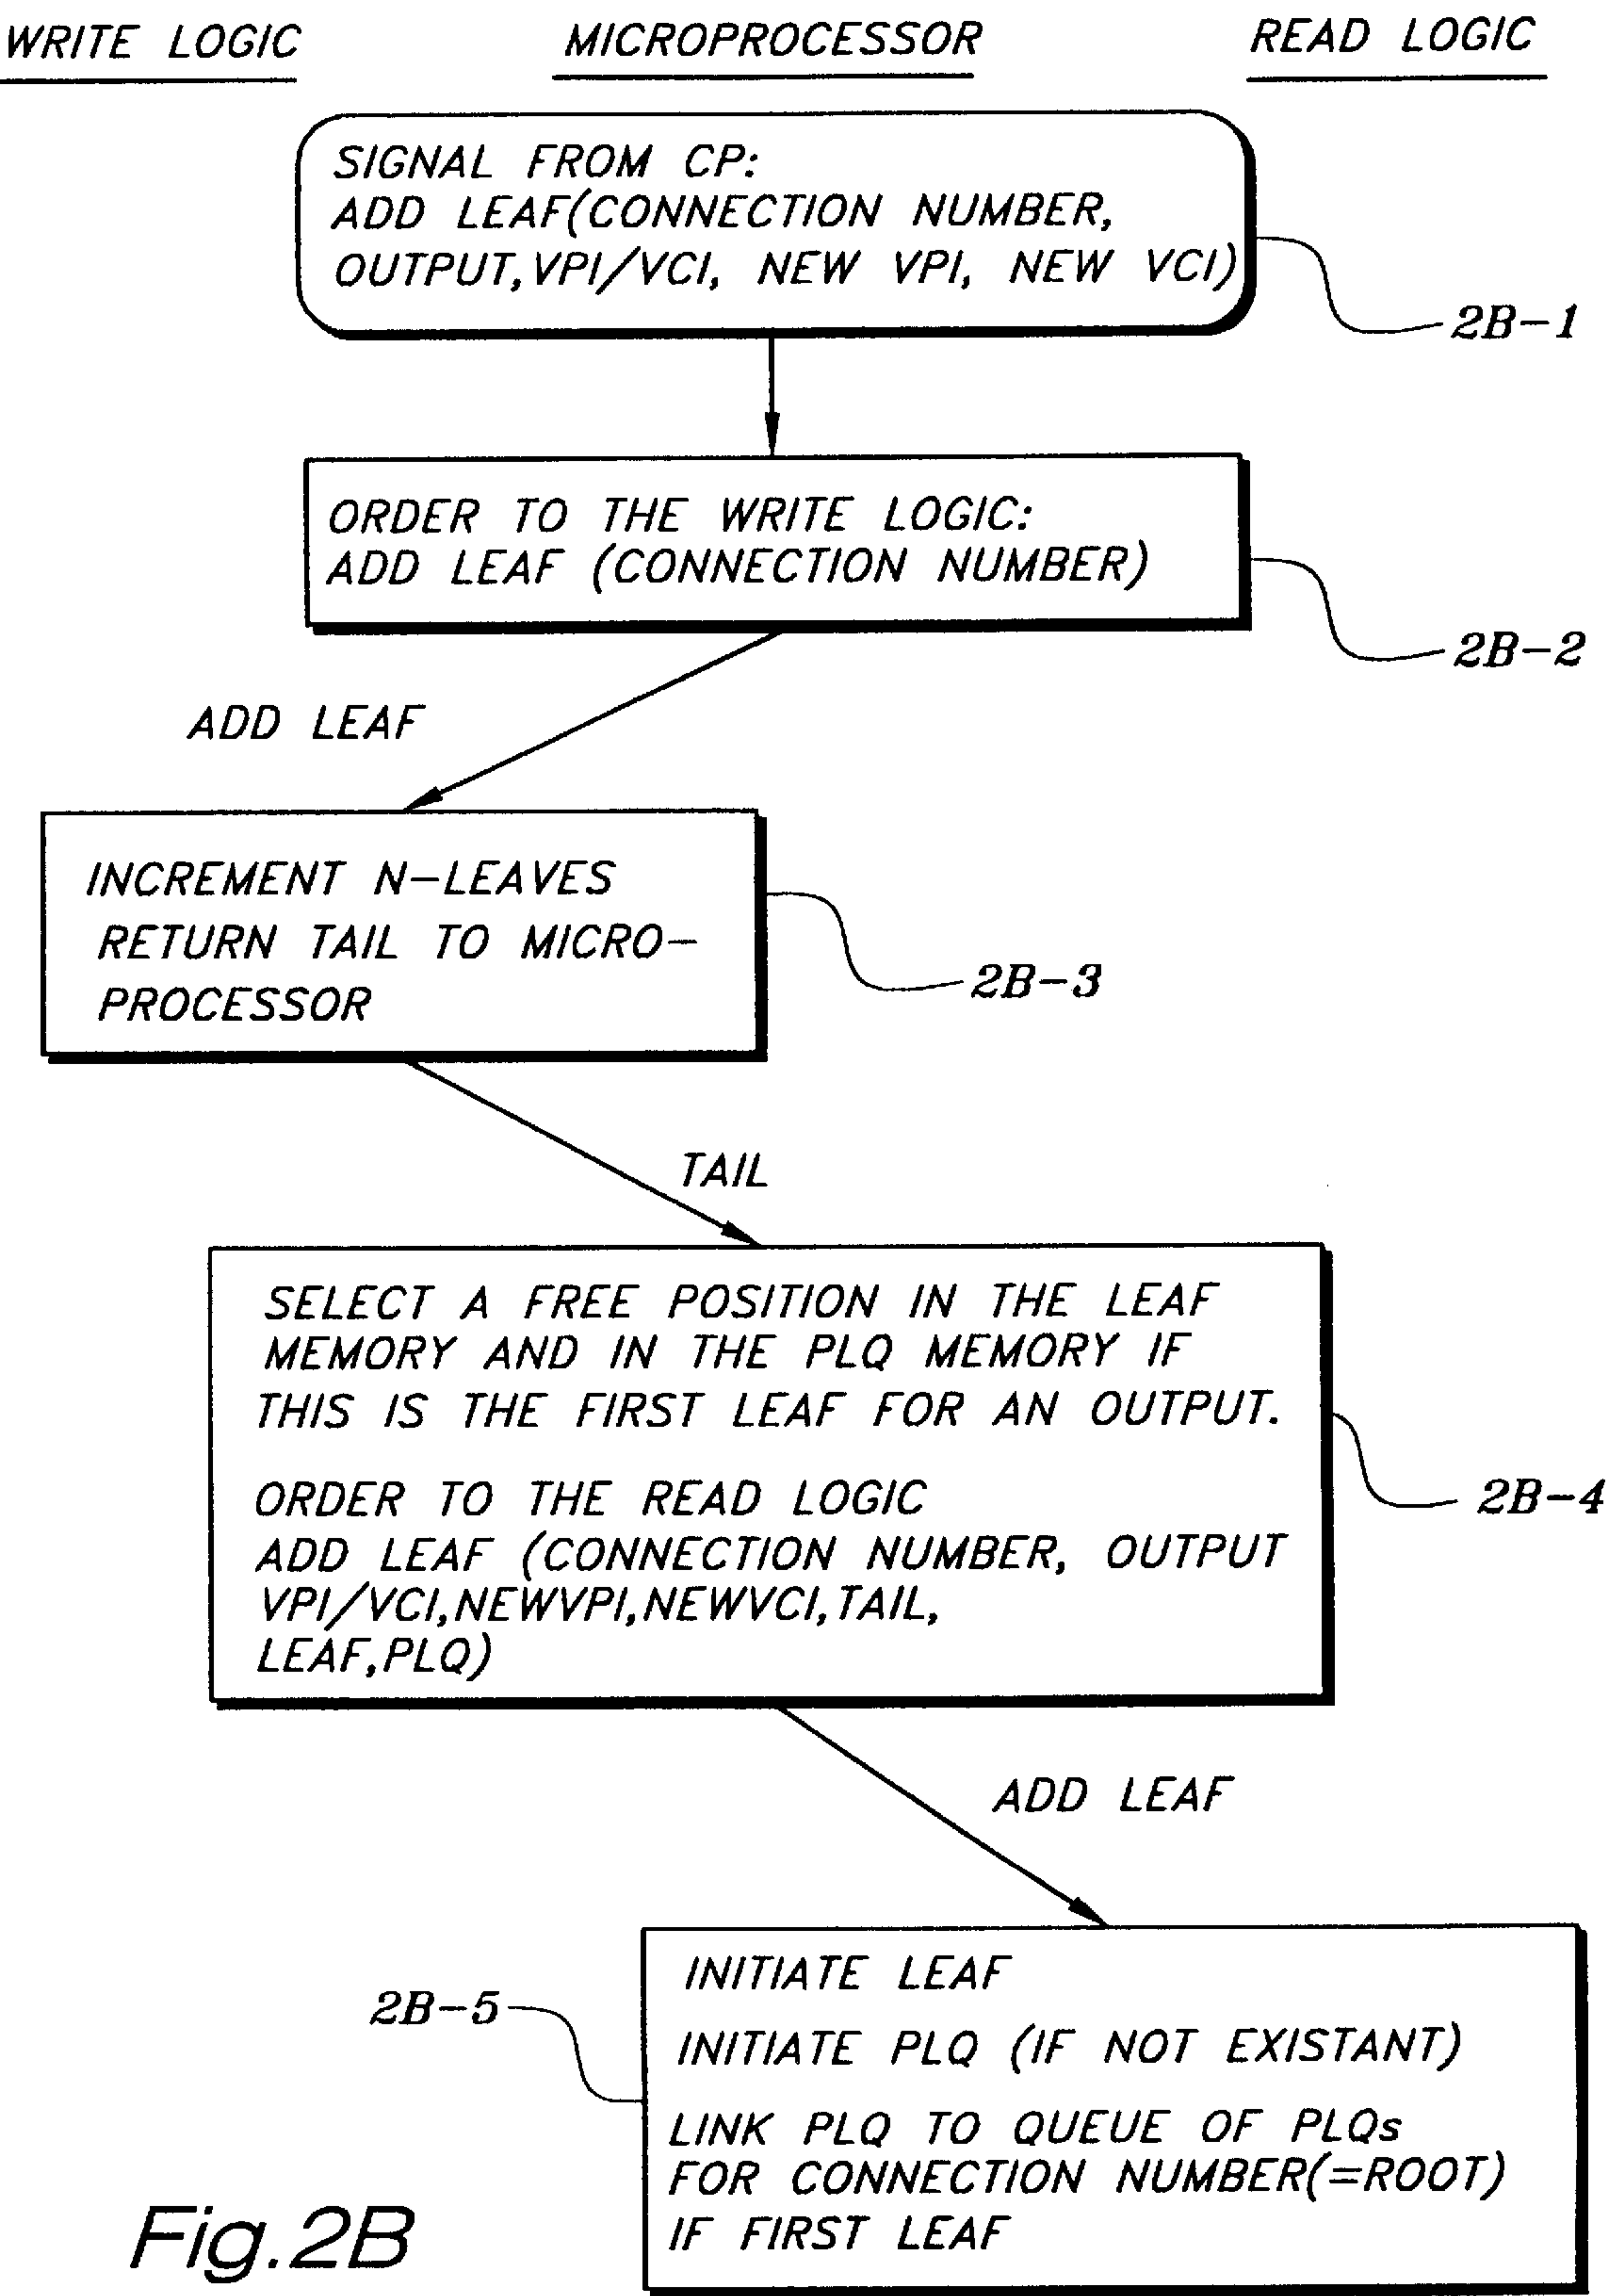 WRITE LOGIC
MICROPROCESSOR
READ LOGIC
SIGNAL FROM CP:
ADD LEAF(CONNECTION NUMBER,
OUTPUT,VPI/VCI, NEW VPI, NEW VCI)
2B-1
ORDER TO THE WRITE LOGIC:
ADD LEAF (CONNECTION NUMBER)
2B-2
ADD LEAF
INCREMENT N-LEAVES
RETURN TAIL TO MICRO-
PROCESSOR
2B-3
TAIL
SELECT A FREE POSITION IN THE LEAF
MEMORY AND IN THE PLQ MEMORY IF
THIS IS THE FIRST LEAF FOR AN OUTPUT.
ORDER TO THE READ LOGIC
ADD LEAF (CONNECTION NUMBER, OUTPUT
VPI/VCI,NEWVPI,NEWVCI,TAIL,
LEAF,PLQ)
2B-4
ADD LEAF
INITIATE LEAF
2B-5
INITIATE PLQ (IF NOT EXISTANT)
LINK PLQ TO QUEUE OF PLQs
FOR CONNECTION NUMBER(=ROOT)
IF FIRST LEAF
Fig.2B